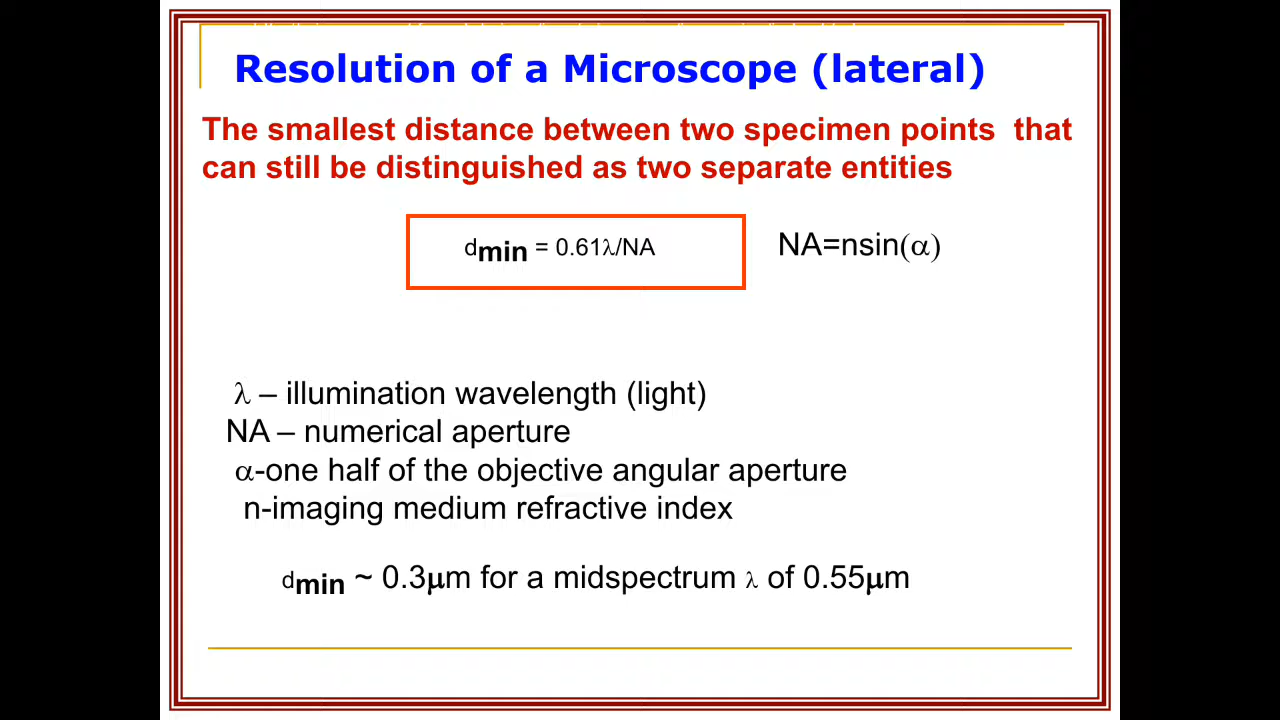 Resolution of a Microscope (lateral)
The smallest distance between two specimen points that
can still be distinguished as two separate entities
dmin = 0.61λ/NA
NA=nsin(α)
λ – illumination wavelength (light)
NA – numerical aperture
α-one half of the objective angular aperture
n-imaging medium refractive index
dmin ~ 0.3μm for a midspectrum λ of 0.55μm